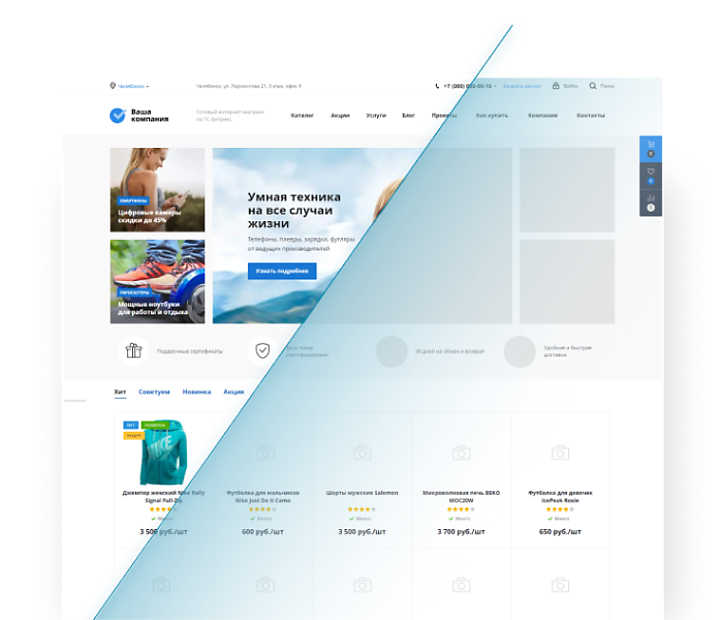 Челябинск
Челябинск, ул. Лермонтова 21, 3 этаж, офис 4
Заказать звонок
Войти
Поиск
Ваша
компания
Готовый интернет-магазин
на 1С-Битрикс
Каталог
Акции
Услуги
Блог
Проекты
Как купить
Компания
Контакты
СМАРТФОНЫ
Цифровые камеры
скидки до 45%
Умная техника
на все случаи
жизни
Телефоны, плееры, зарядки, футляры
от ведущих производителей
Узнать подробнее
ГИРОСКУТЕРЫ
Мощные ноутбуки
для работы и отдыха
Подарочные сертификаты
Весь товар
сертифицирован
30 дней на обмен и возврат
Удобная и быстрая
доставка
Хит
Советуем
Новинка
Акция
ХИТ
НОВИНКА
АКЦИЯ
NIKE
Джемпер женский Nike Rally
Signal Full-Zip
Много
3 500 руб./шт
Футболка для мальчиков
Nike Just Do It Camo
Много
600 руб./шт
Шорты мужские Salomon
Много
3 500 руб./шт
Микроволновая печь BEKO
MOC20W
Много
3 700 руб./шт
Футболка для девочек
IcePeak Roxie
Много
650 руб./шт